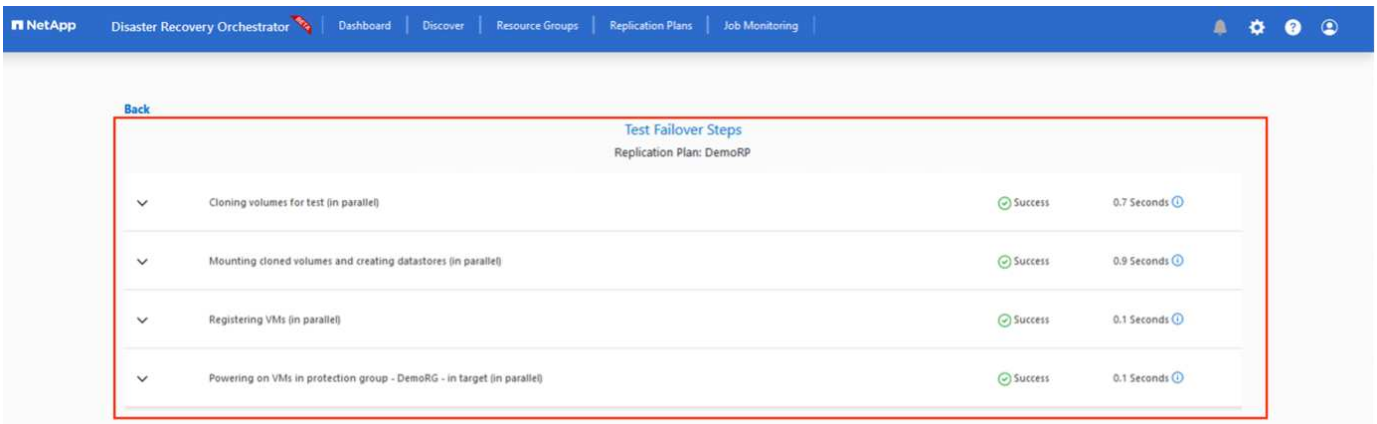 NetApp Disaster Recovery Orchestrator Dashboard Discover Resource Groups Replication Plans Job Monitoring
Back
Test Failover Steps
Replication Plan: DemoRP
Cloning volumes for test (in parallel) Success 0.7 Seconds
Mounting cloned volumes and creating datastores (in parallel) Success 0.9 Seconds
Registering VMs (in parallel) Success 0.1 Seconds
Powering on VMs in protection group - DemoRG - in target (in parallel) Success 0.1 Seconds